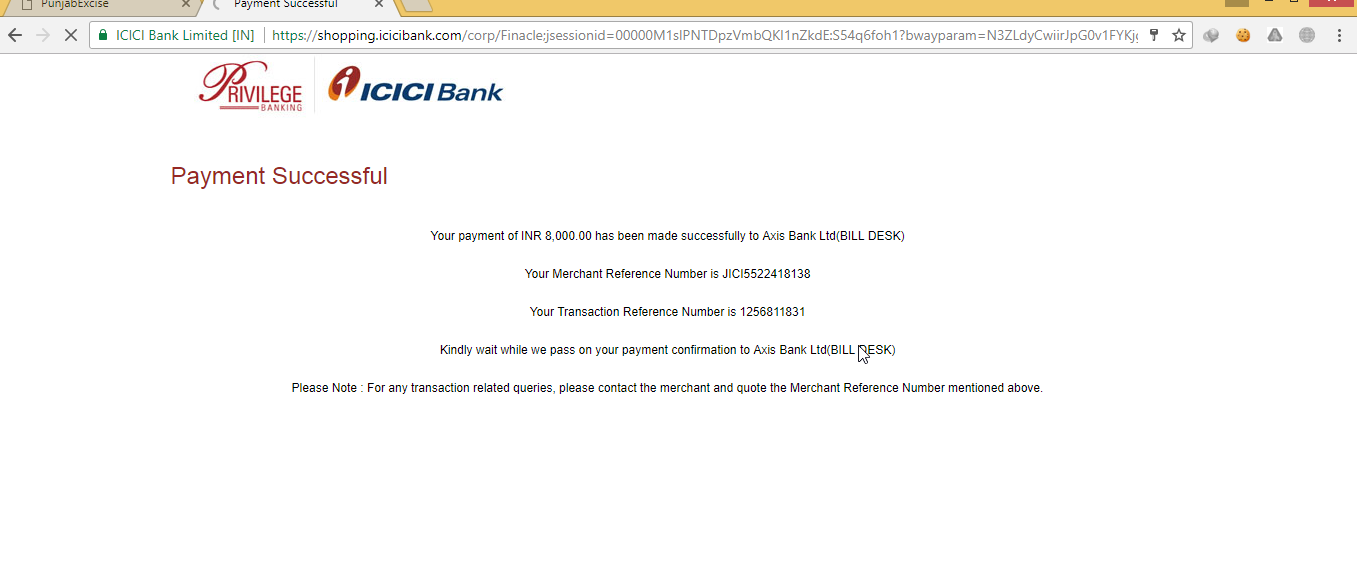 PunjabExcise
Payment Successful
ICICI Bank Limited [IN]
https://shopping.icicibank.com/corp/Finacle;jsessionid=00000M1slPNTDpzVmbQKI1nZkdE:S54q6foh1?bwayparam=N3ZLdyCwiirJpG0v1FYKj
PRIVILEGE
BANKING
ICICI Bank
Payment Successful
Your payment of INR 8,000.00 has been made successfully to Axis Bank Ltd(BILL DESK)
Your Merchant Reference Number is JICI5522418138
Your Transaction Reference Number is 1256811831
Kindly wait while we pass on your payment confirmation to Axis Bank Ltd(BILL DESK)
Please Note : For any transaction related queries, please contact the merchant and quote the Merchant Reference Number mentioned above.